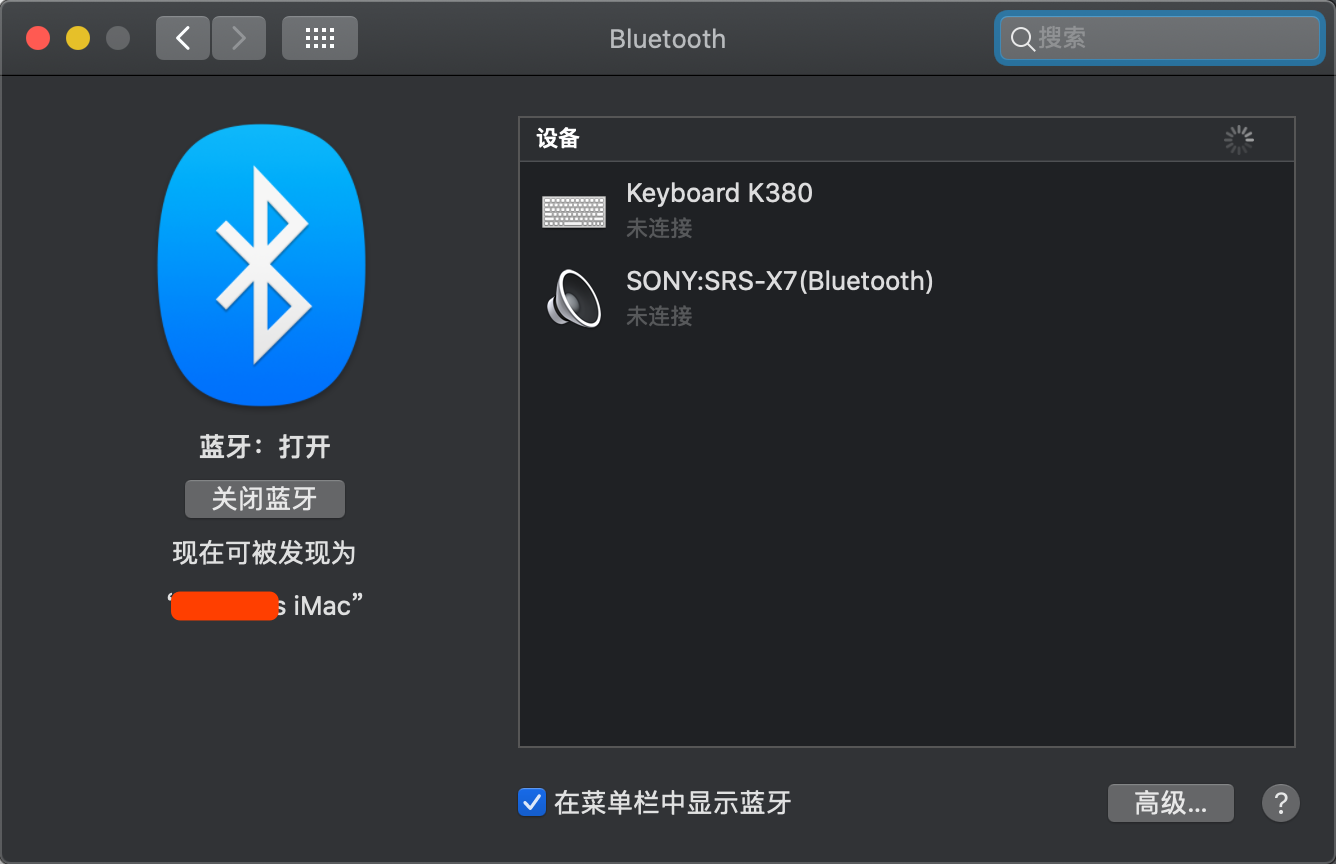 Bluetooth
搜索
设备
Keyboard K380
未连接
SONY:SRS-X7(Bluetooth)
未连接
蓝牙：打开
关闭蓝牙
现在可被发现为
“s iMac”
在菜单栏中显示蓝牙
高级...
?